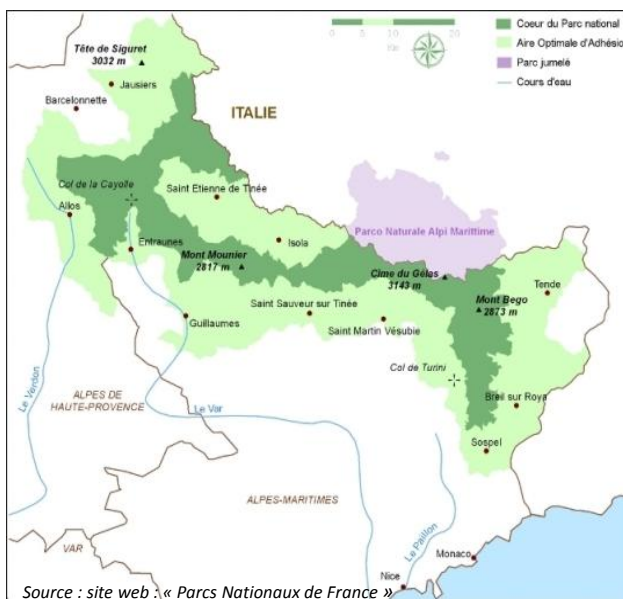 0 5 10 20
Km
Coeur du Parc national
Aire Optimale d'Adhésio
Parc jumelé
Cours d'eau
Tête de Siguret
3032 m
Jausiers
Barcelonnette
ITALIE
Col de la Cayolle
Saint Etienne de Tinée
Allos
Parco Naturale Alpi Marittime
Entraunes
Isola
Mont Mounier
2817 m
Cime du Gélas
3143 m
Mont Bego
2873 m
Tende
Saint Sauveur sur Tinée
Guillaumes
Saint Martin Vésubie
Col de Turini
Le Verdon
ALPES DE
HAUTE-PROVENCE
Le Var
Breil sur Roya
Sospel
ALPES-MARITIMES
Le Paillon
VAR
Monaco
Nice
Source : site web : « Parcs Nationaux de France »